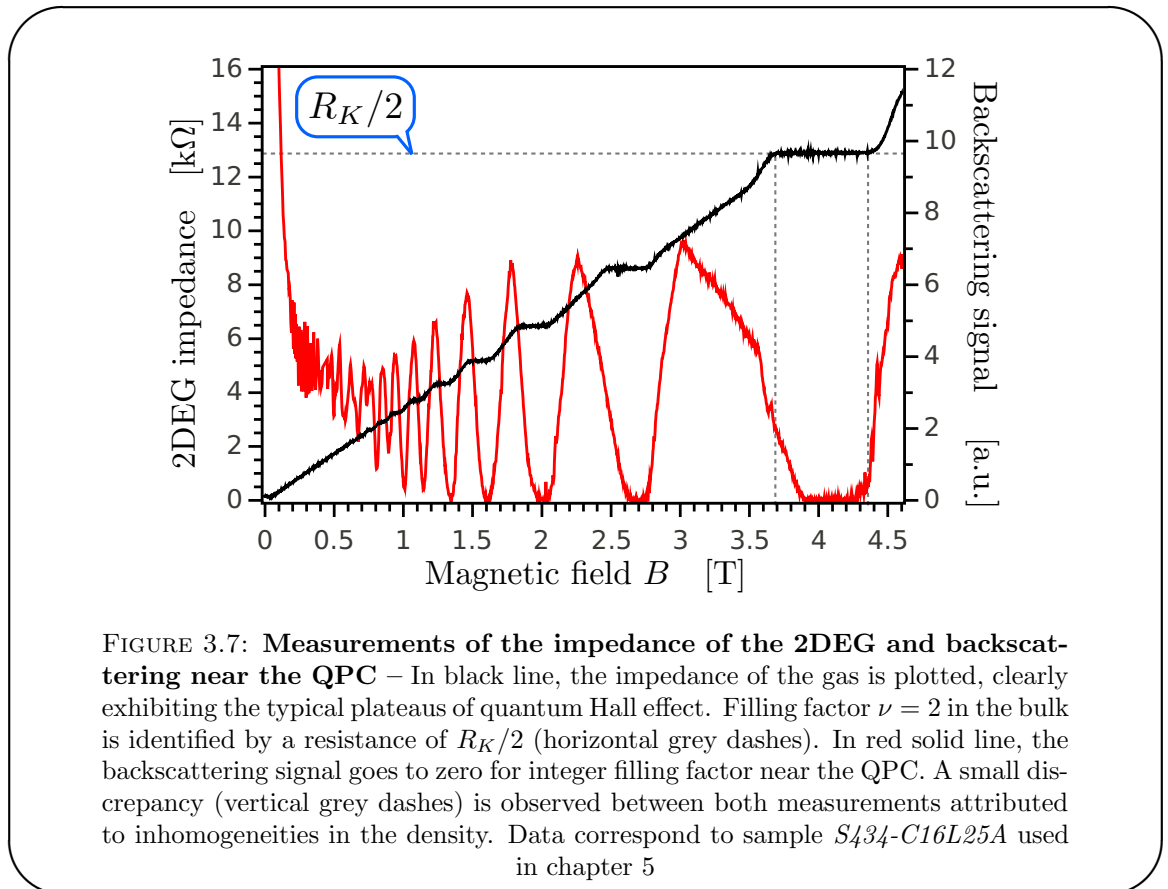 16
14
12
10
8
6
4
2
0
2DEG impedance [kΩ]
R_K/2
12
10
8
6
4
2
0
Backscattering signal [a.u.]
0 0.5 1 1.5 2 2.5 3 3.5 4 4.5
Magnetic field B [T]
FIGURE 3.7: Measurements of the impedance of the 2DEG and backscat-
tering near the QPC – In black line, the impedance of the gas is plotted, clearly
exhibiting the typical plateaus of quantum Hall effect. Filling factor ν = 2 in the bulk
is identified by a resistance of R_K/2 (horizontal grey dashes). In red solid line, the
backscattering signal goes to zero for integer filling factor near the QPC. A small dis-
crepancy (vertical grey dashes) is observed between both measurements attributed
to inhomogeneities in the density. Data correspond to sample S434-C16L25A used
in chapter 5